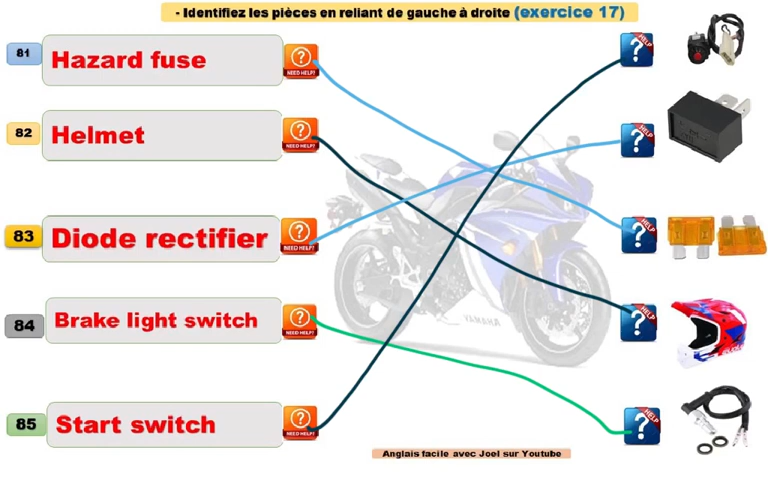 - Identifiez les pièces en reliant de gauche à droite (exercice 17)
81 Hazard fuse NEED HELP? HELP
82 Helmet NEED HELP? HELP
83 Diode rectifier NEED HELP? HELP
84 Brake light switch NEED HELP? HELP
85 Start switch NEED HELP? HELP
YAMAHA
Anglais facile avec Joel sur Youtube